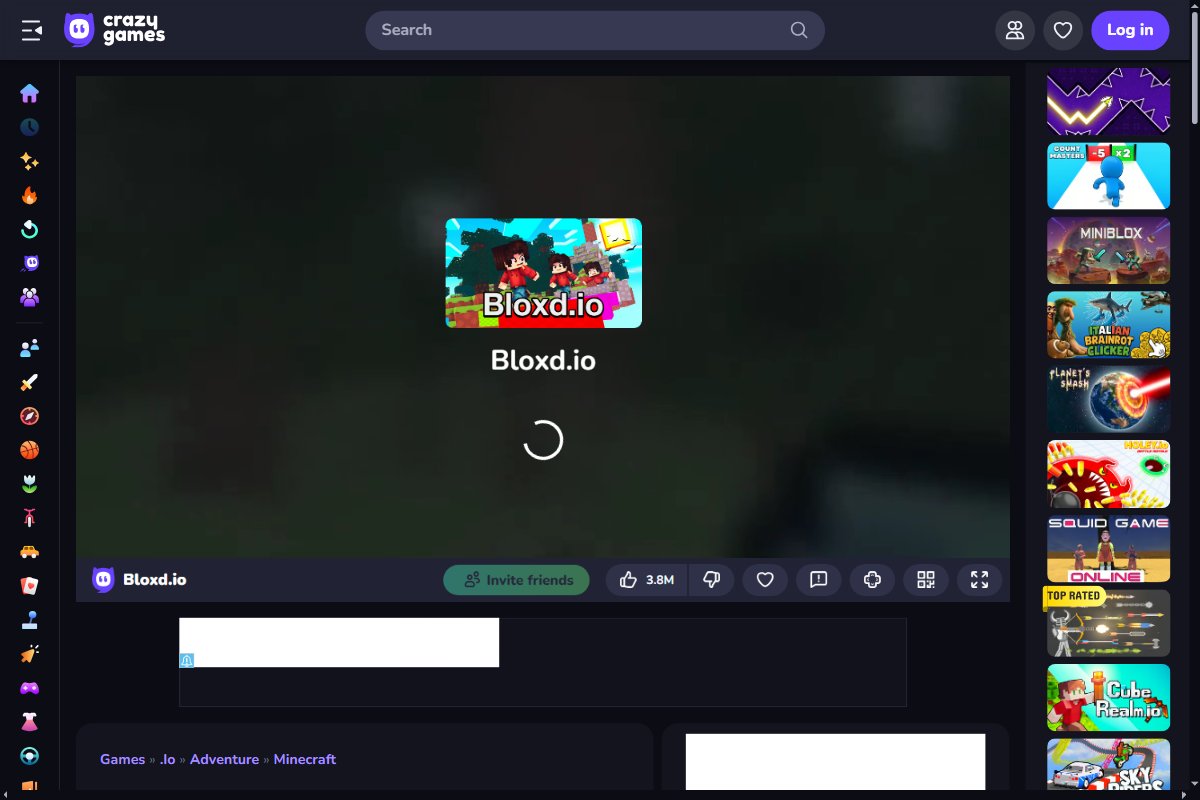 crazy
games
Search
Log in
COUNT
MASTERS
-5
x2
MINIBLOX
ITALIAN
BRAINROT
CLICKER
PLANET'S
SMASH
HOLEY.IO
SQUID GAME
ONLINE
TOP RATED
Cube
Realm.io
SKY
RIDERS
Bloxd.io
Bloxd.io
Bloxd.io
Invite friends
3.8M
Games » .Io » Adventure » Minecraft